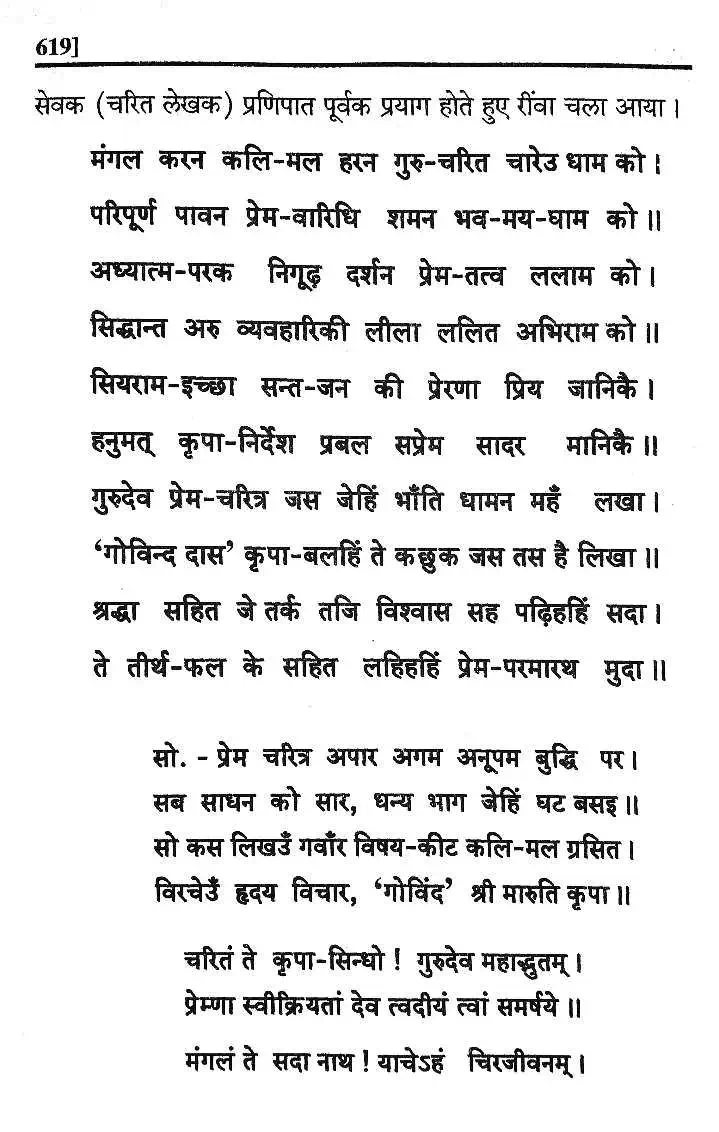 619]
सेवक (चरित लेखक) प्रणिपात पूर्वक प्रयाग होते हुए रींवा चला आया।
मंगल करन कलि-मल हरन गुरु-चरित चारेउ धाम को।
परिपूर्ण पावन प्रेम-वारिधि शमन भव-मय-घाम को॥
अध्यात्म-परक निगूढ़ दर्शन प्रेम-तत्व ललाम को।
सिद्धान्त अरु व्यवहारिकी लीला ललित अभिराम को॥
सियराम-इच्छा सन्त-जन की प्रेरणा प्रिय जानिकै।
हनुमत् कृपा-निर्देश प्रबल सप्रेम सादर मानिकै॥
गुरुदेव प्रेम-चरित्र जस जेहिं भाँति धामन महँ लखा।
‘गोविन्द दास’ कृपा-बलहिं ते कछुक जस तस है लिखा॥
श्रद्धा सहित जे तर्क तजि विश्वास सह पढ़िहहिं सदा।
ते तीर्थ-फल के सहित लहिहहिं प्रेम-परमारथ मुदा॥
सो. - प्रेम चरित्र अपार अगम अनूपम बुद्धि पर।
सब साधन को सार, धन्य भाग जेहिं घट बसइ॥
सो कस लिखउँ गवाँर विषय-कीट कलि-मल ग्रसित।
विरचेउँ हृदय विचार, ‘गोविंद’ श्री मारुति कृपा॥
चरितं ते कृपा-सिन्धो! गुरुदेव महाद्भुतम्।
प्रेम्णा स्वीक्रियतां देव त्वदीयं त्वां समर्षये॥
मंगलं ते सदा नाथ! याचेऽहं चिरजीवनम्।